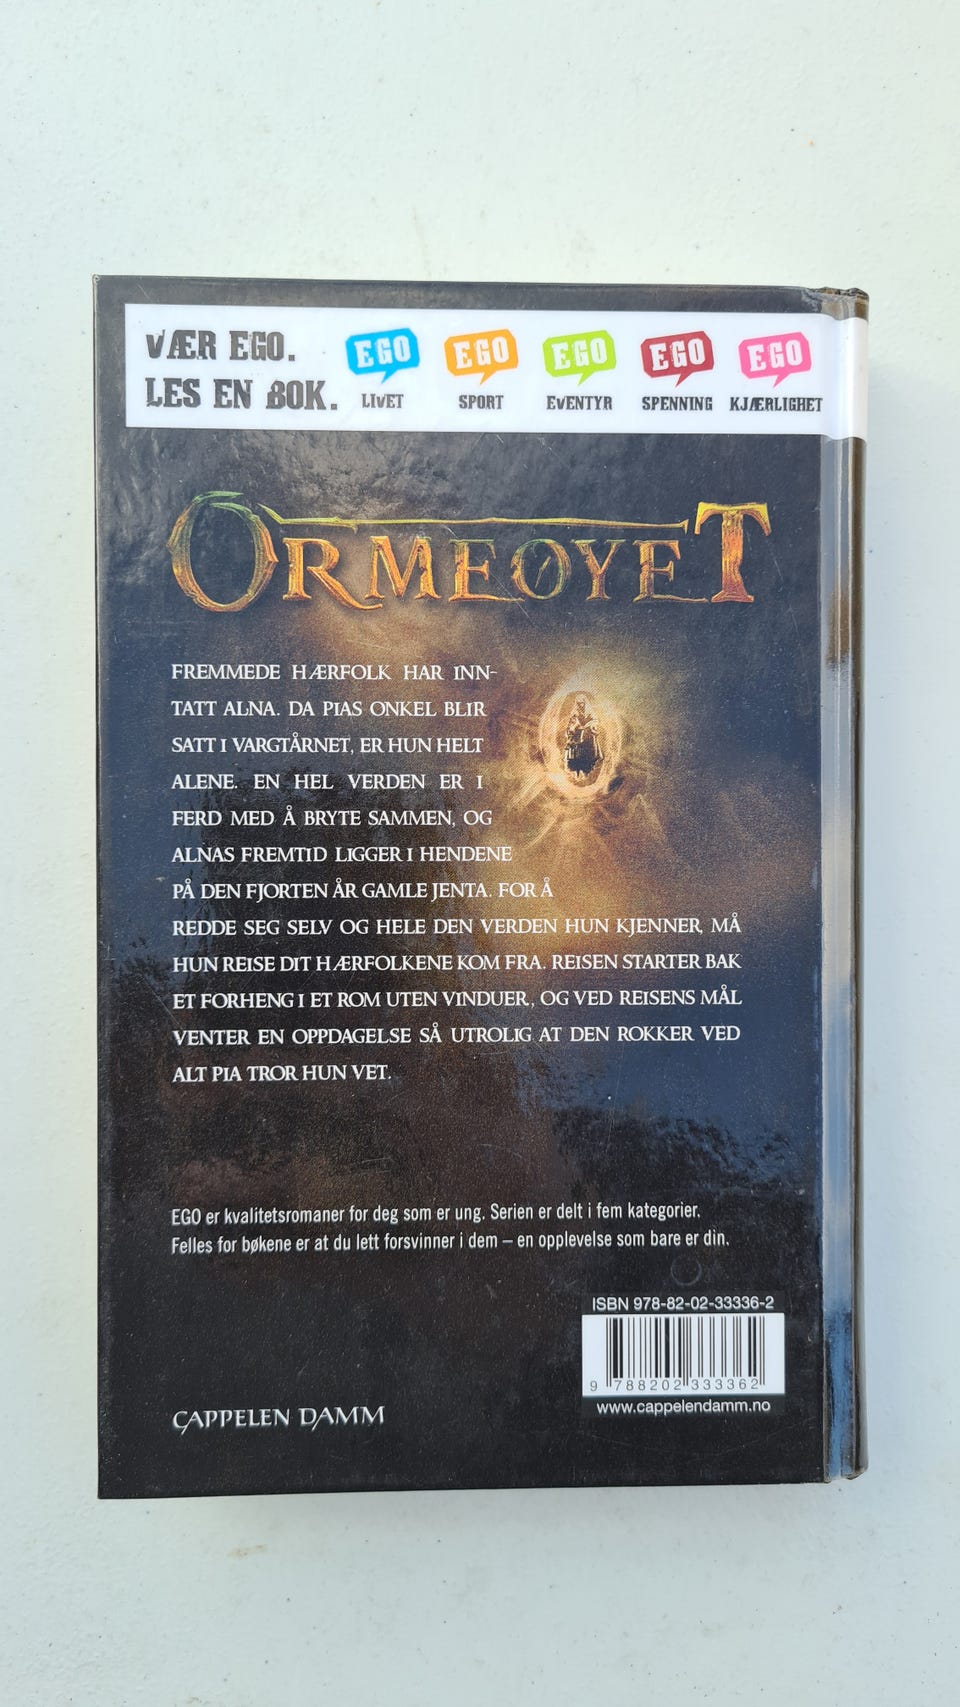 VÆR EGO.
LES EN BOK.
EGO EGO EGO EGO EGO
LIVET SPORT EVENTYR SPENNING KJÆRLIGHET
ORMEØYET
FREMMEDE HÆRFOLK HAR INN-
TATT ALNA. DA PIAS ONKEL BLIR
SATT I VARGTÅRNET, ER HUN HELT
ALENE. EN HEL VERDEN ER I
FERD MED Å BRYTE SAMMEN, OG
ALNAS FREMTID LIGGER I HENDENE
PÅ DEN FJORTEN ÅR GAMLE JENTA. FOR Å
REDDE SEG SELV OG HELE DEN VERDEN HUN KJENNER, MÅ
HUN REISE DIT HÆRFOLKENE KOM FRA. REISEN STARTER BAK
ET FORHENG I ET ROM UTEN VINDUER, OG VED REISENS MÅL
VENTER EN OPPDAGELSE SÅ UTROLIG AT DEN ROKKER VED
ALT PIA TROR HUN VET.
EGO er kvalitetsromaner for deg som er ung. Serien er delt i fem kategorier.
Felles for bøkene er at du lett forsvinner i dem – en opplevelse som bare er din.
ISBN 978-82-02-33336-2
9 788202 333362
www.cappelendamm.no
CAPPELEN DAMM